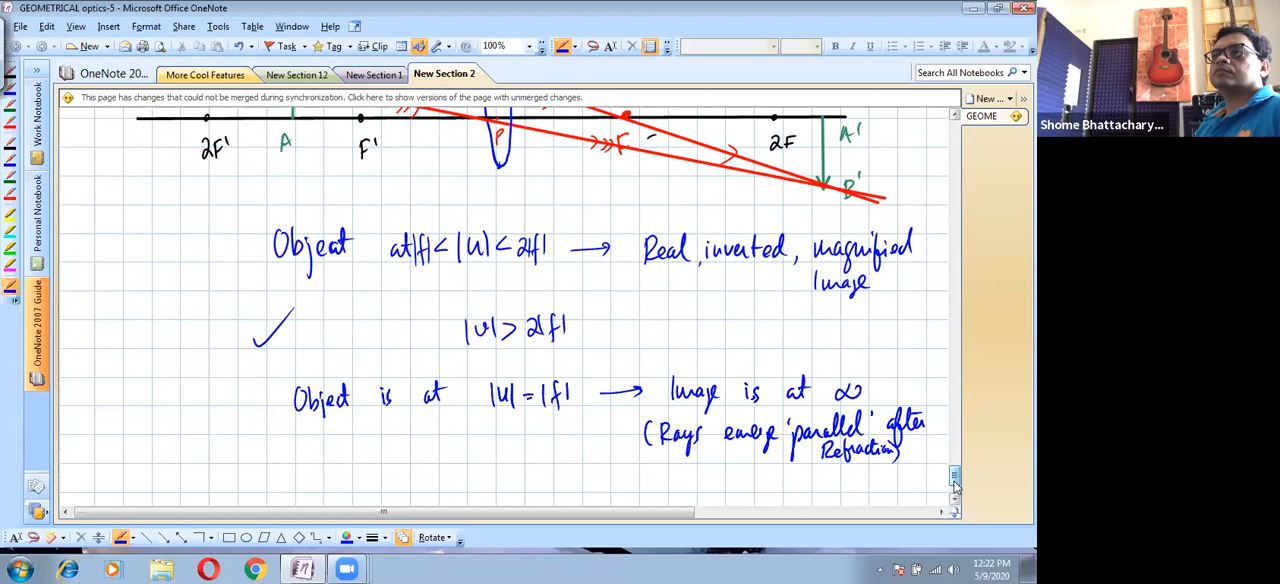 GEOMETRICAL optics-5 - Microsoft Office OneNote
File Edit View Insert Format Share Tools Table Window Help
New Task Tag Clip 100% B I U
OneNote 20... More Cool Features New Section 12 New Section 1 New Section 2 Search All Notebooks
This page has changes that could not be merged during synchronization. Click here to show versions of the page with unmerged changes.
New...
GEOME
Work Notebook
Personal Notebook
OneNote 2007 Guide
Shome Bhattachary...
2F' A F' P F 2F A'
B'
Object at |f| < |u| < 2|f| → Real, inverted, magnified
Image
|v| > 2|f|
Object is at |u| = |f| → Image is at ∞
(Rays emerge 'parallel' after
Refraction)
Rotate
12:22 PM
5/9/2020